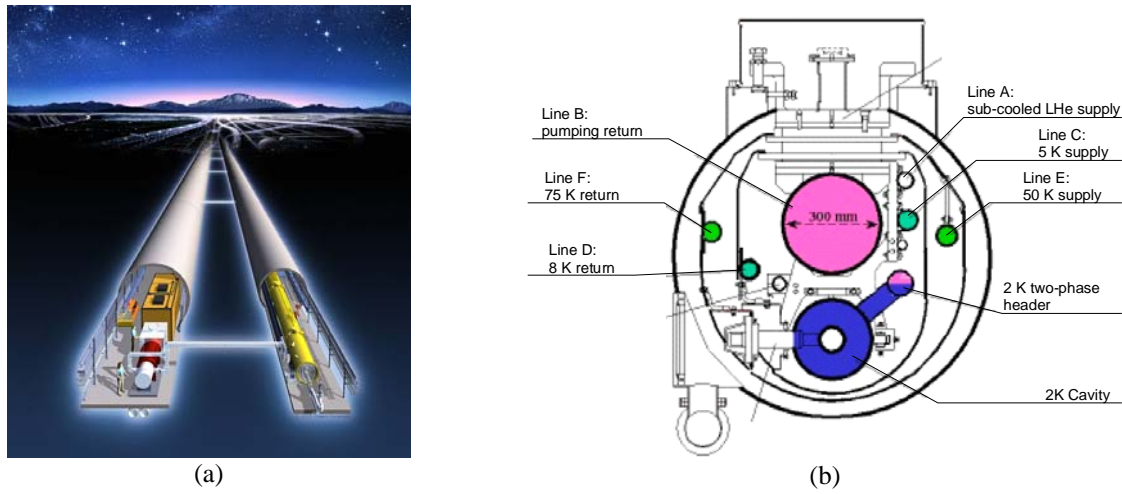 Line B:
pumping return
Line F:
75 K return
Line D:
8 K return
300 mm
Line A:
sub-cooled LHe supply
Line C:
5 K supply
Line E:
50 K supply
2 K two-phase
header
2K Cavity
(a)
(b)